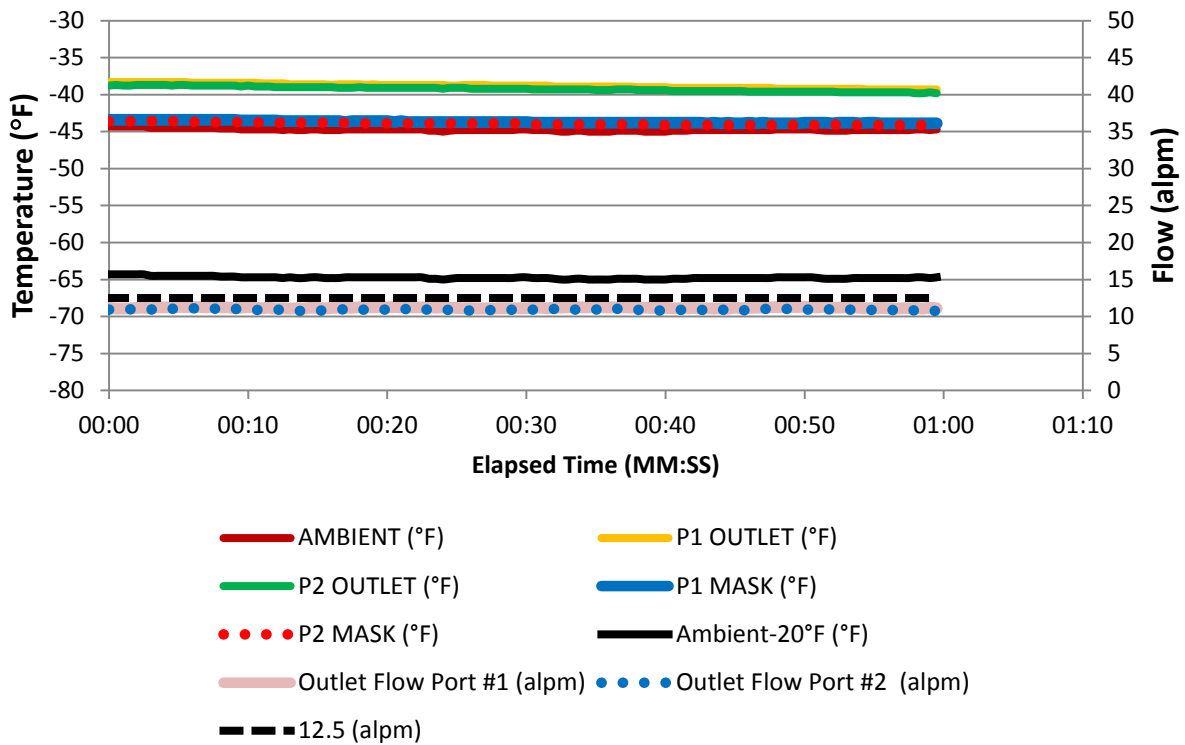 -30
-35
-40
-45
-50
-55
-60
-65
-70
-75
-80
Temperature (°F)
50
45
40
35
30
25
20
15
10
5
0
Flow (alpm)
00:00 00:10 00:20 00:30 00:40 00:50 01:00 01:10
Elapsed Time (MM:SS)
AMBIENT (°F) P1 OUTLET (°F)
P2 OUTLET (°F) P1 MASK (°F)
P2 MASK (°F) Ambient-20°F (°F)
Outlet Flow Port #1 (alpm) Outlet Flow Port #2 (alpm)
12.5 (alpm)